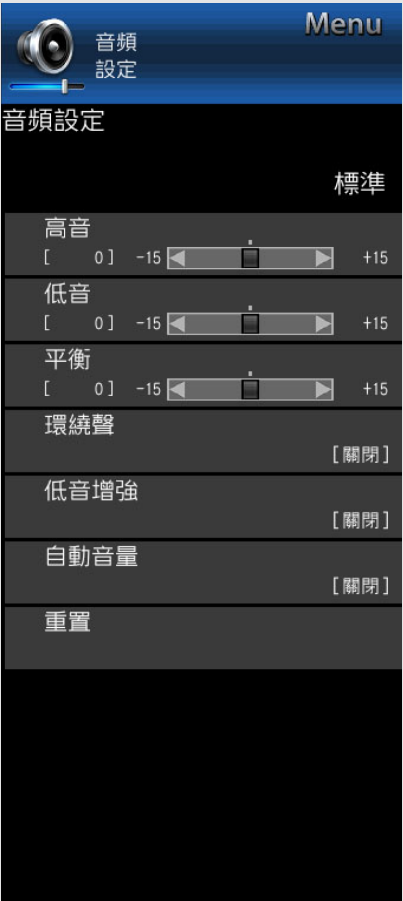 Menu
音頻
設定
音頻設定
標準
高音
[ 0] -15 +15
低音
[ 0] -15 +15
平衡
[ 0] -15 +15
環繞聲
[關閉]
低音增強
[關閉]
自動音量
[關閉]
重置